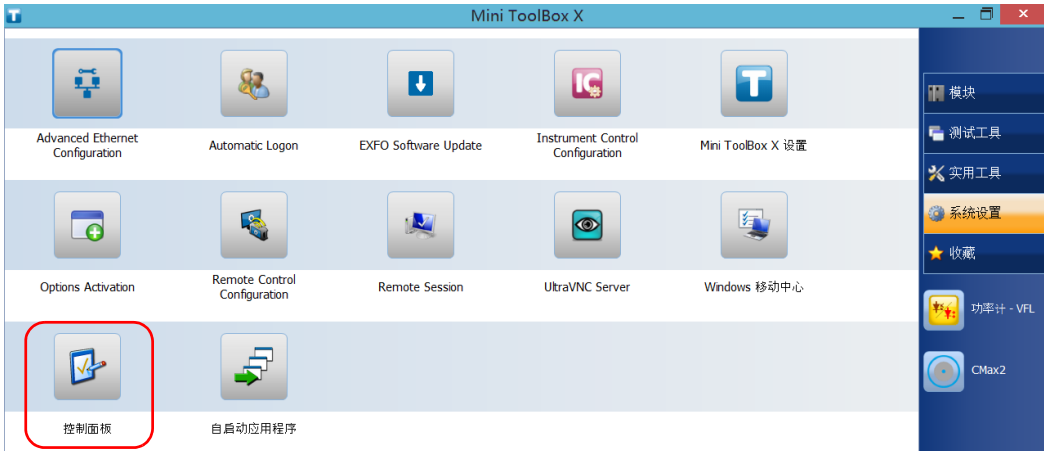 Mini ToolBox X
Advanced Ethernet
Configuration
Automatic Logon
EXFO Software Update
Instrument Control
Configuration
Mini ToolBox X 设置
Options Activation
Remote Control
Configuration
Remote Session
UltraVNC Server
Windows 移动中心
控制面板
自启动应用程序
模块
测试工具
实用工具
系统设置
收藏
功率计 - VFL
CMax2